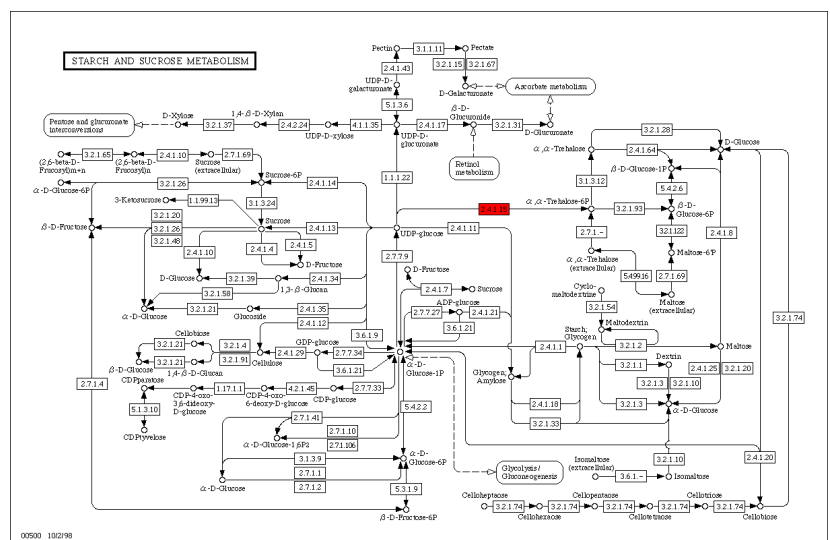 STARCH AND SUCROSE METABOLISM
Pectin
3.1.1.11
Pectate
2.4.1.43
3.2.1.15
3.2.1.67
UDP-D-
galacturonate
D-Galacturonate
Ascorbate metabolism
5.1.3.6
Pentose and glucuronate
interconversions
D-Xylose
3.2.1.37
1,4-β-D-Xylan
2.4.2.24
UDP-D-xylose
4.1.1.35
UDP-D-
glucuronate
2.4.1.17
β-D-
Glucuronide
3.2.1.31
D-Glucuronate
Retinol
metabolism
3.2.1.65
2.4.1.10
2.7.1.69
(2,6-beta-D-
Frucosyl)m+n
(2,6-beta-D-
Frucosyl)n
Sucrose
(extracellular)
α-D-Glucose-6P
3.2.1.26
Sucrose-6P
2.4.1.14
1.1.1.22
3-Ketosucrose
1.1.99.13
3.1.3.24
3.2.1.20
3.2.1.26
3.2.1.48
β-D-Fructose
Sucrose
2.4.1.13
UDP-glucose
2.4.1.11
2.4.1.15
2.4.1.10
2.4.1.4
2.4.1.5
D-Fructose
D-Glucose
3.2.1.39
1,3-β-Glucan
2.4.1.34
3.2.1.58
α-D-Glucose
3.2.1.21
Glucoside
2.4.1.35
2.4.1.12
2.7.7.9
D-Fructose
2.4.1.7
Sucrose
ADP-glucose
2.7.7.27
2.4.1.21
3.6.1.21
3.6.1.9
α,α-Trehalose
3.2.1.28
D-Glucose
2.4.1.64
β-D-Glucose-1P
3.1.3.12
5.4.2.6
α,α-Trehalose-6P
3.2.1.93
β-D-
Glucose-6P
2.7.1.-
3.2.1.122
2.4.1.8
α,α-Trehalose
(extracellular)
Maltose-6'P
5.4.99.16
2.7.1.69
Maltose
(extracellular)
Cyclo-
maltodextrine
3.2.1.54
Maltodextrin
3.2.1.74
Cellobiose
3.2.1.21
3.2.1.4
3.2.1.91
3.2.1.21
Cellulose
2.4.1.29
GDP-glucose
2.7.7.34
3.6.1.21
β-D-Glucose
1,4-β-D-Glucan
α-D-
Glucose-1P
Starch;
Glycogen
2.4.1.1
3.2.1.2
Maltose
Dextrin
3.2.1.1
3.2.1.3
3.2.1.10
2.4.1.25
3.2.1.20
Glycogen;
Amylose
2.4.1.18
3.2.1.3
α-D-Glucose
3.2.1.33
2.7.1.4
CDPparatose
1.17.1.1
4.2.1.45
2.7.7.33
CDP-4-oxo-
3,6-dideoxy-
D-glucose
CDP-4-oxo-
6-deoxy-D-glucose
CDP-glucose
5.1.3.10
CDPtyvelose
2.7.1.41
5.4.2.2
2.7.1.10
2.7.1.106
α-D-Glucose-1,6P2
3.1.3.9
2.7.1.1
2.7.1.2
α-D-Glucose
α-D-
Glucose-6P
5.3.1.9
β-D-Fructose-6P
Glycolysis/
Gluconeogenesis
Isomaltose
(extracellular)
3.6.1.-
3.2.1.10
Isomaltose
2.4.1.20
Celloheptaose
3.2.1.74
Cellohexaose
Cellopentaose
3.2.1.74
3.2.1.74
Cellotetraose
Cellotriose
3.2.1.74
3.2.1.74
Cellobiose
00500 10/2/98